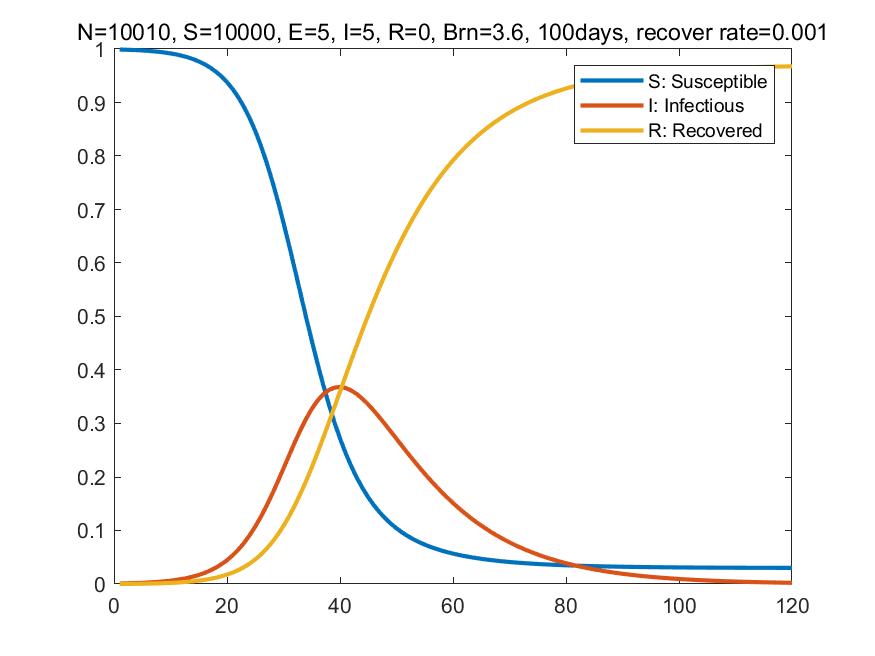 N=10010, S=10000, E=5, I=5, R=0, Brn=3.6, 100days, recover rate=0.001
1
0.9
0.8
0.7
0.6
0.5
0.4
0.3
0.2
0.1
0
S: Susceptible
I: Infectious
R: Recovered
0 20 40 60 80 100 120